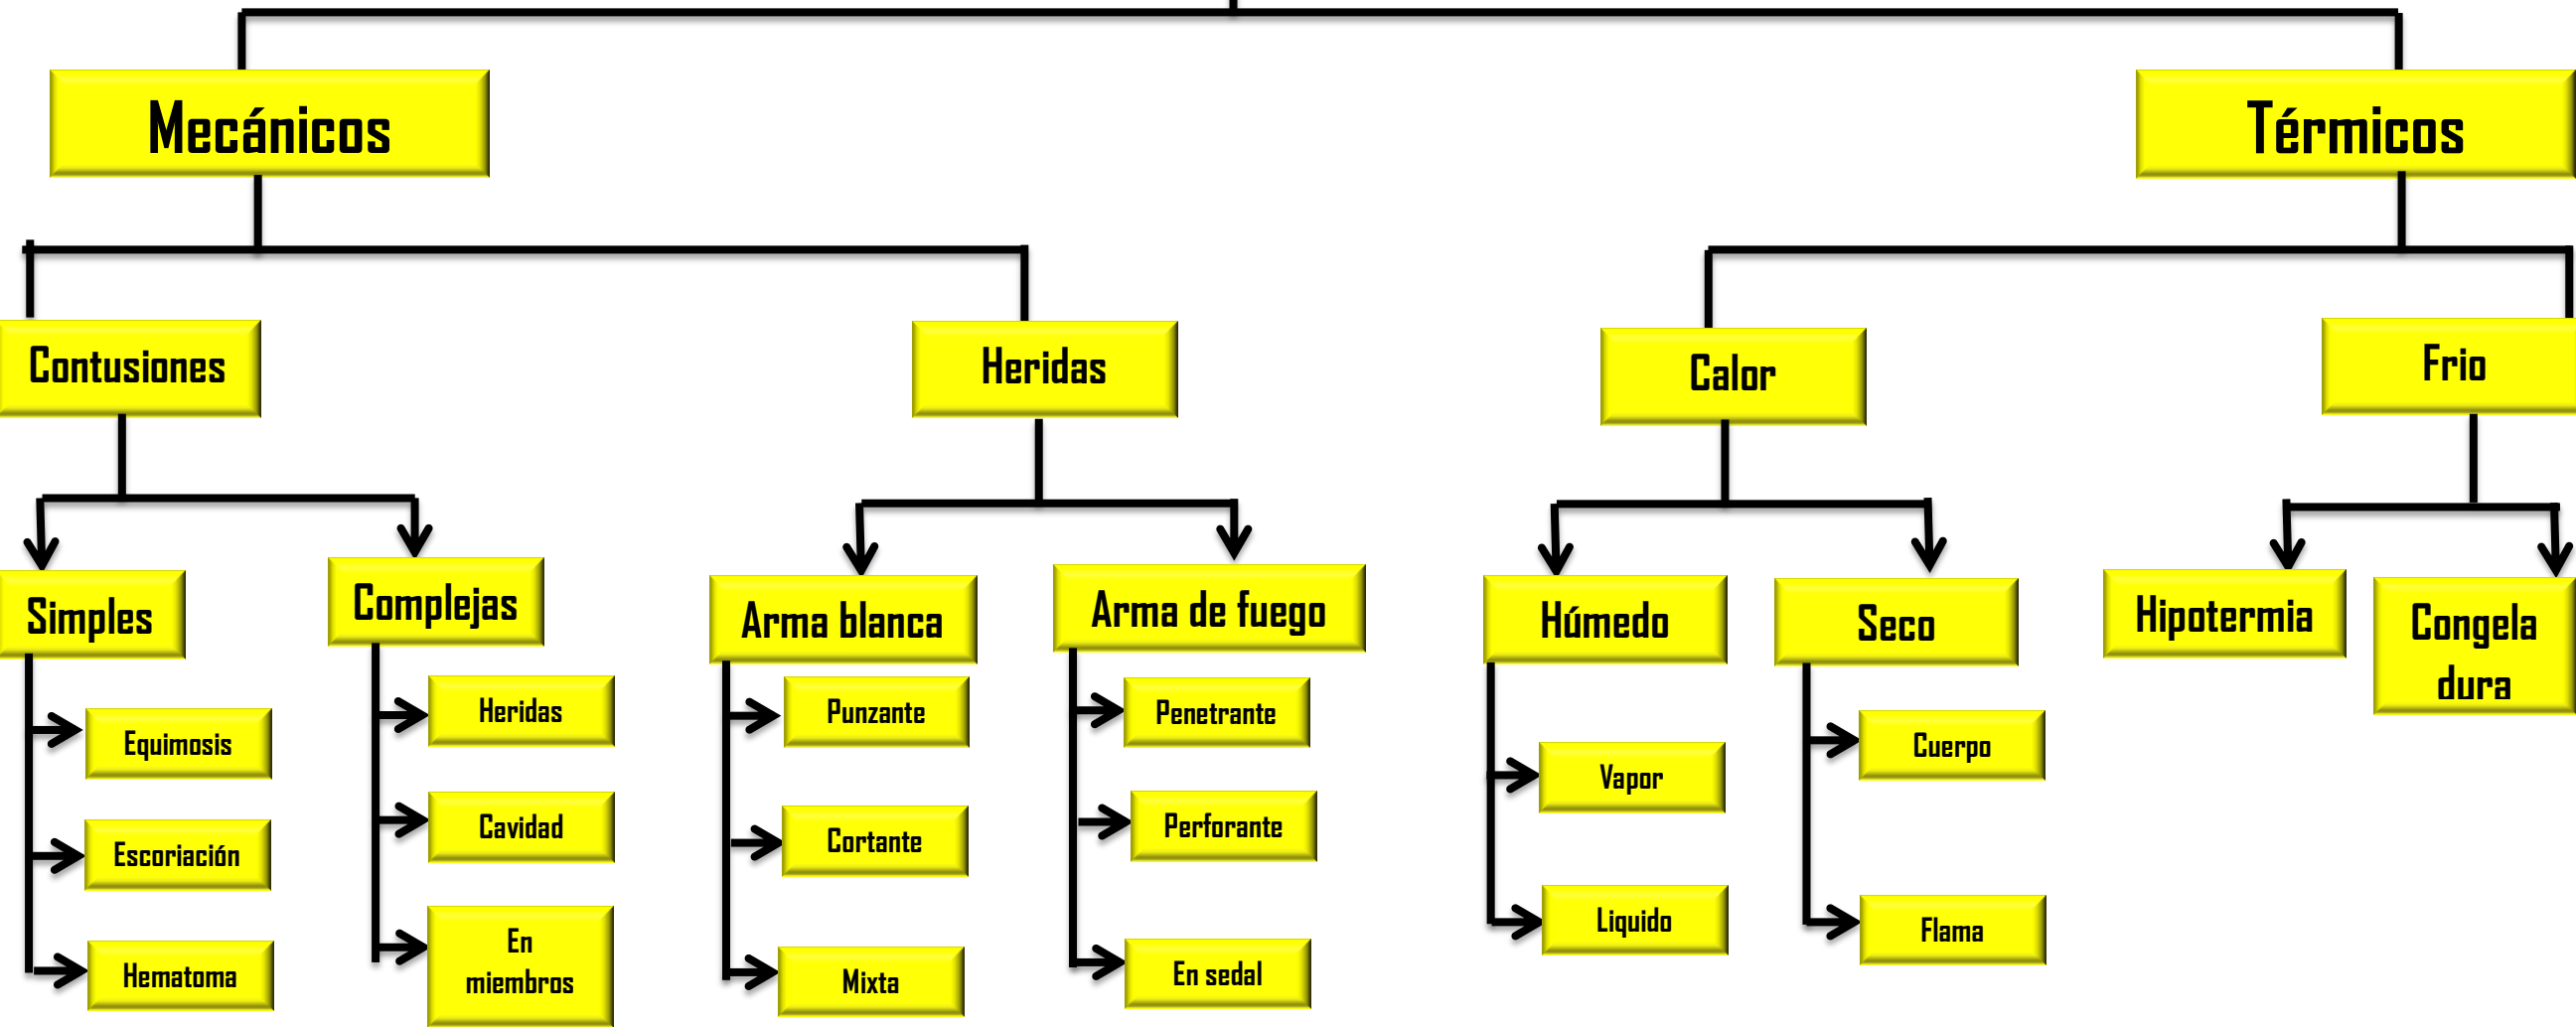 Mecánicos
Térmicos
Contusiones
Heridas
Calor
Frio
Simples
Complejas
Arma blanca
Arma de fuego
Húmedo
Seco
Hipotermia
Congela
dura
Equimosis
Escoriación
Hematoma
Heridas
Cavidad
En
miembros
Punzante
Cortante
Mixta
Penetrante
Perforante
En sedal
Vapor
Liquido
Cuerpo
Flama